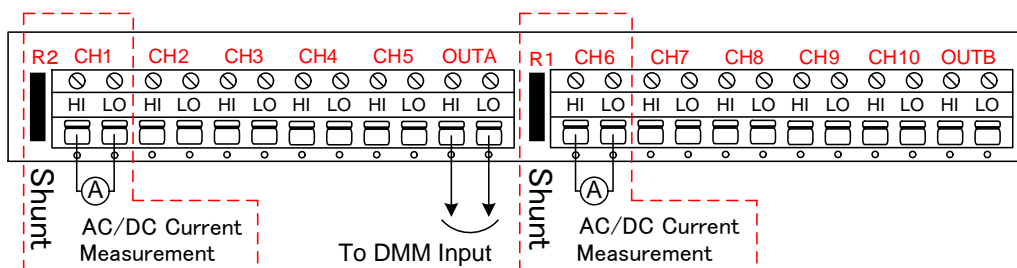 R2 CH1 CH2 CH3 CH4 CH5 OUTA R1 CH6 CH7 CH8 CH9 CH10 OUTB
HI LO HI LO HI LO HI LO HI LO HI LO HI LO HI LO HI LO HI LO HI LO HI LO
Shunt
A
AC/DC Current
Measurement
To DMM Input
Shunt
A
AC/DC Current
Measurement